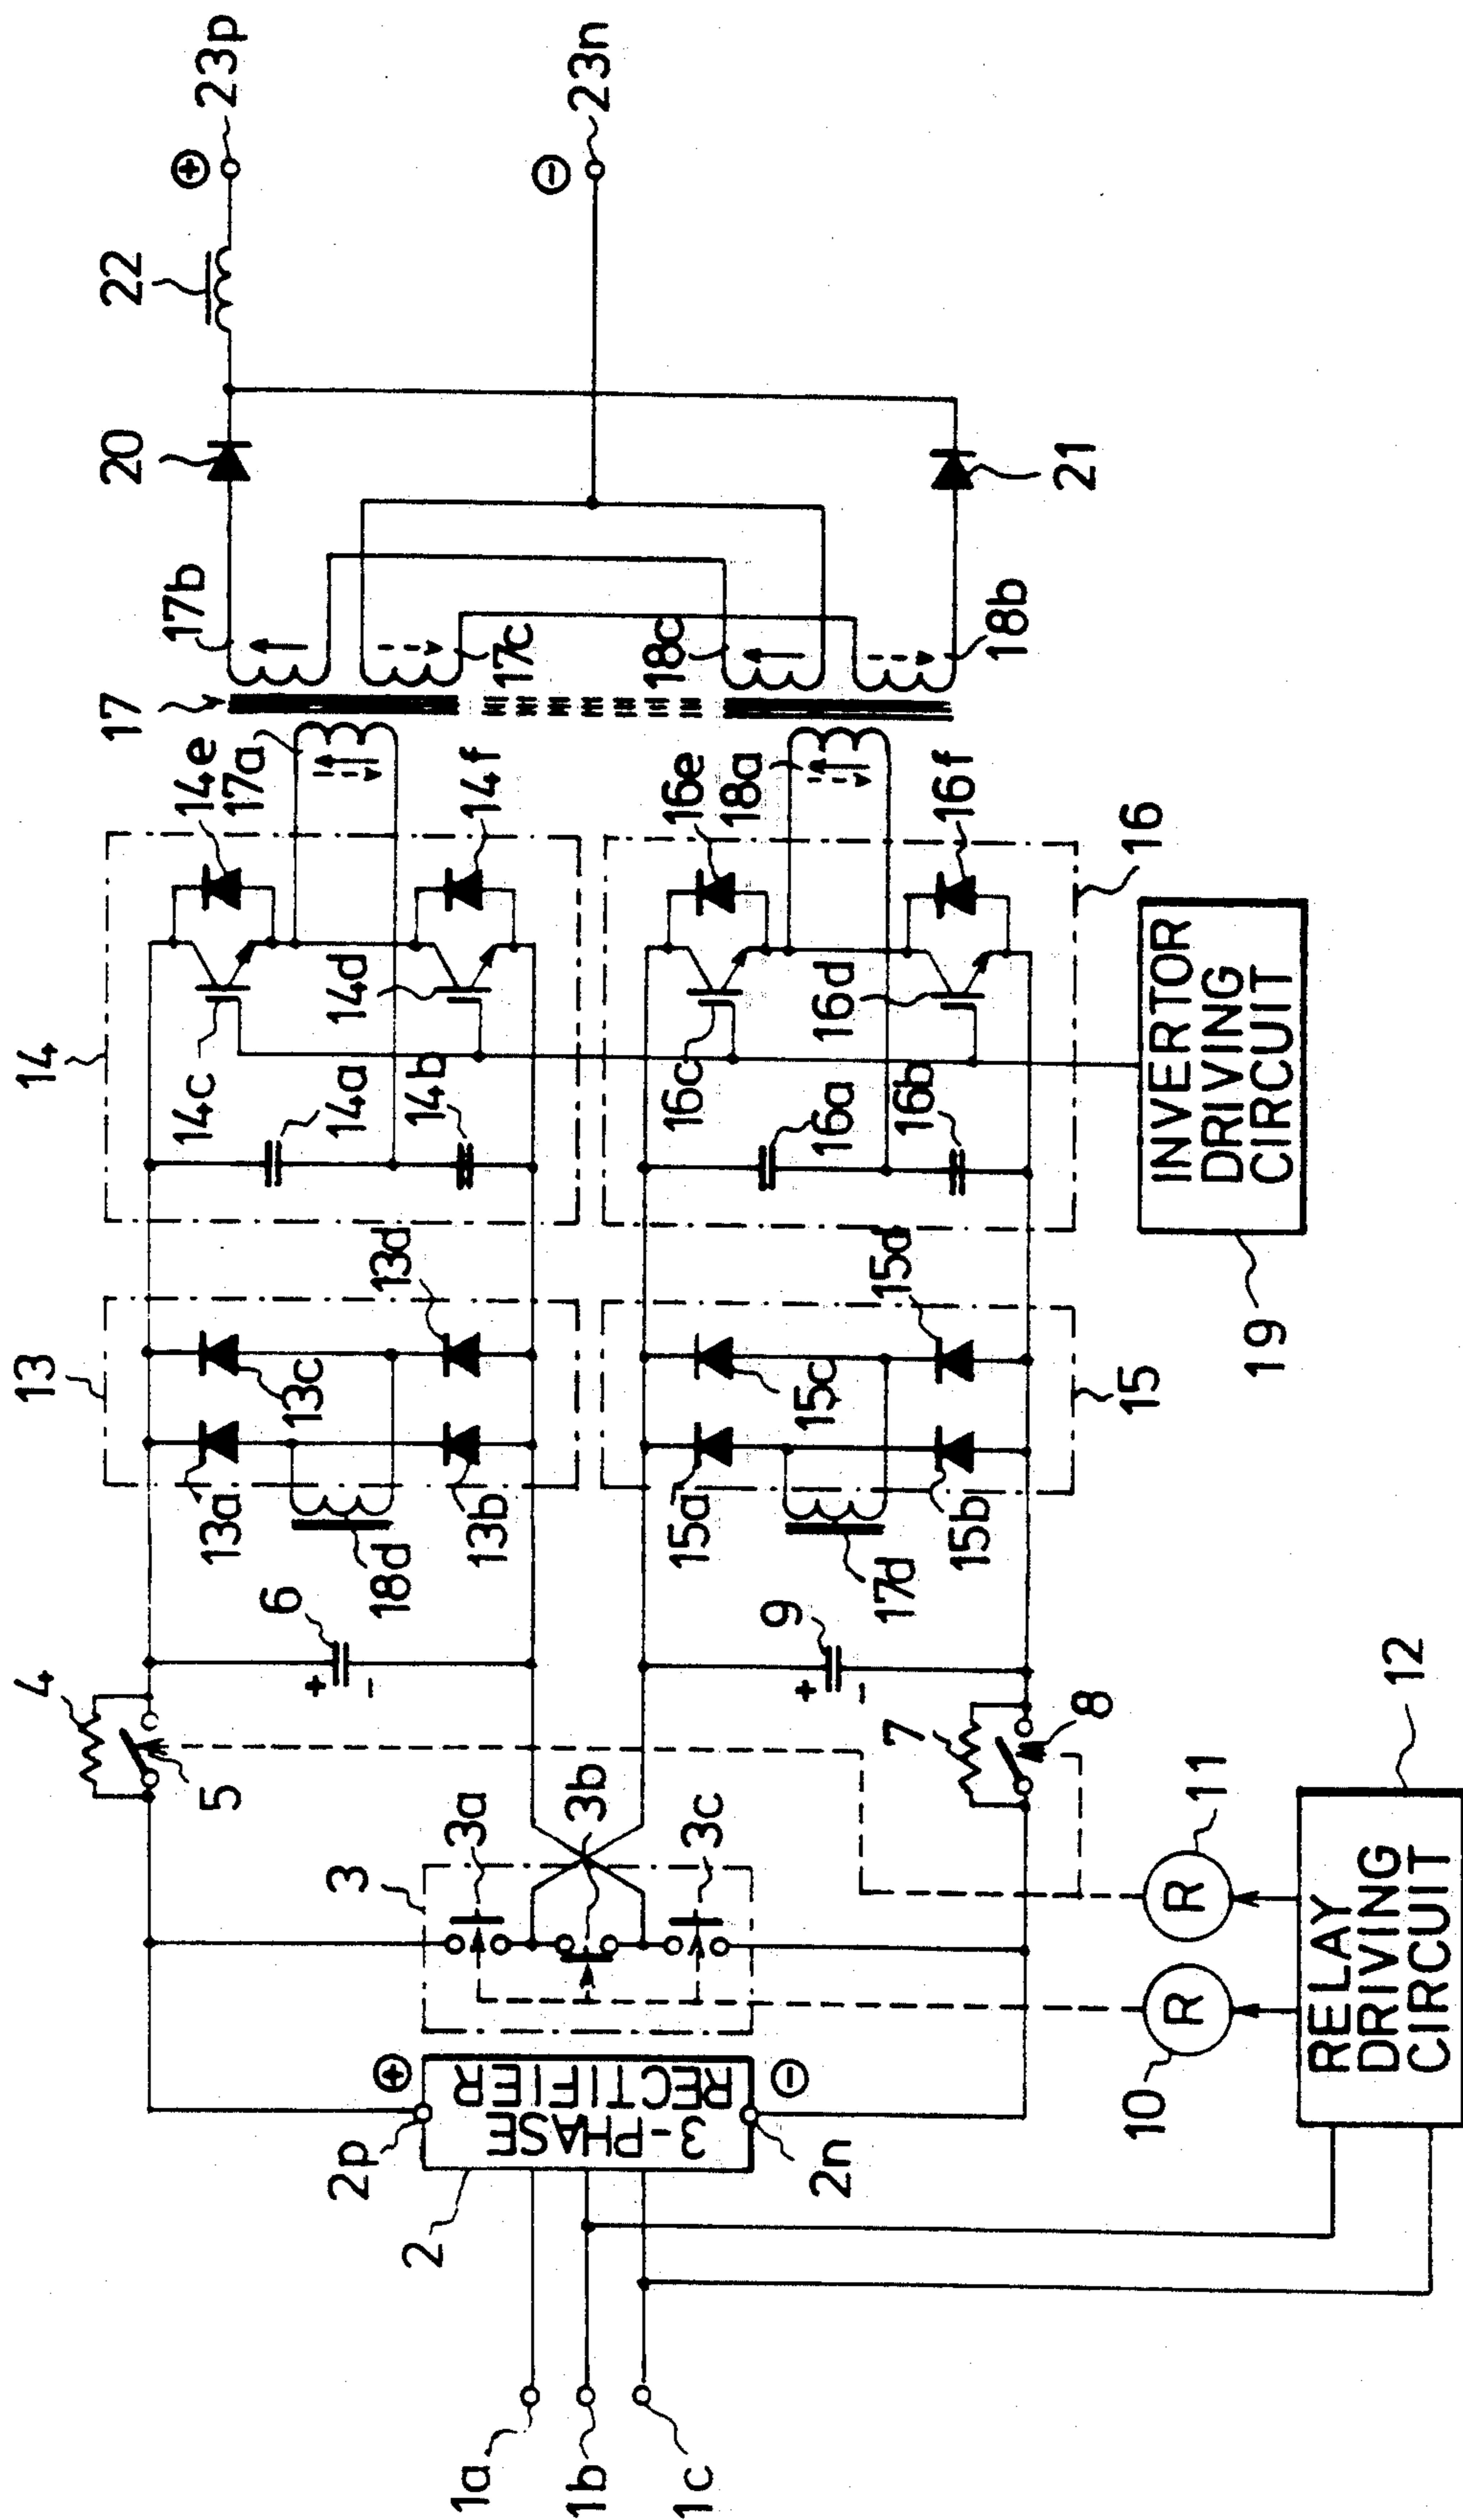 1a
1b
1c
2
2p
2n
3-PHASE
RECTIFIER
⊕
⊖
3
3a
3b
3c
4
5
6
+
-
7
8
9
+
-
10
R
11
R
12
RELAY
DRIVING
CIRCUIT
13
13a
13b
13c
13d
18d
15
15a
15b
15c
15d
17d
14
14a
14b
14c
14d
14e
14f
16
16a
16b
16c
16d
16e
16f
19
INVERTOR
DRIVING
CIRCUIT
17
17a
17b
17c
18a
18b
18c
20
21
22
⊕
23p
⊖
23n